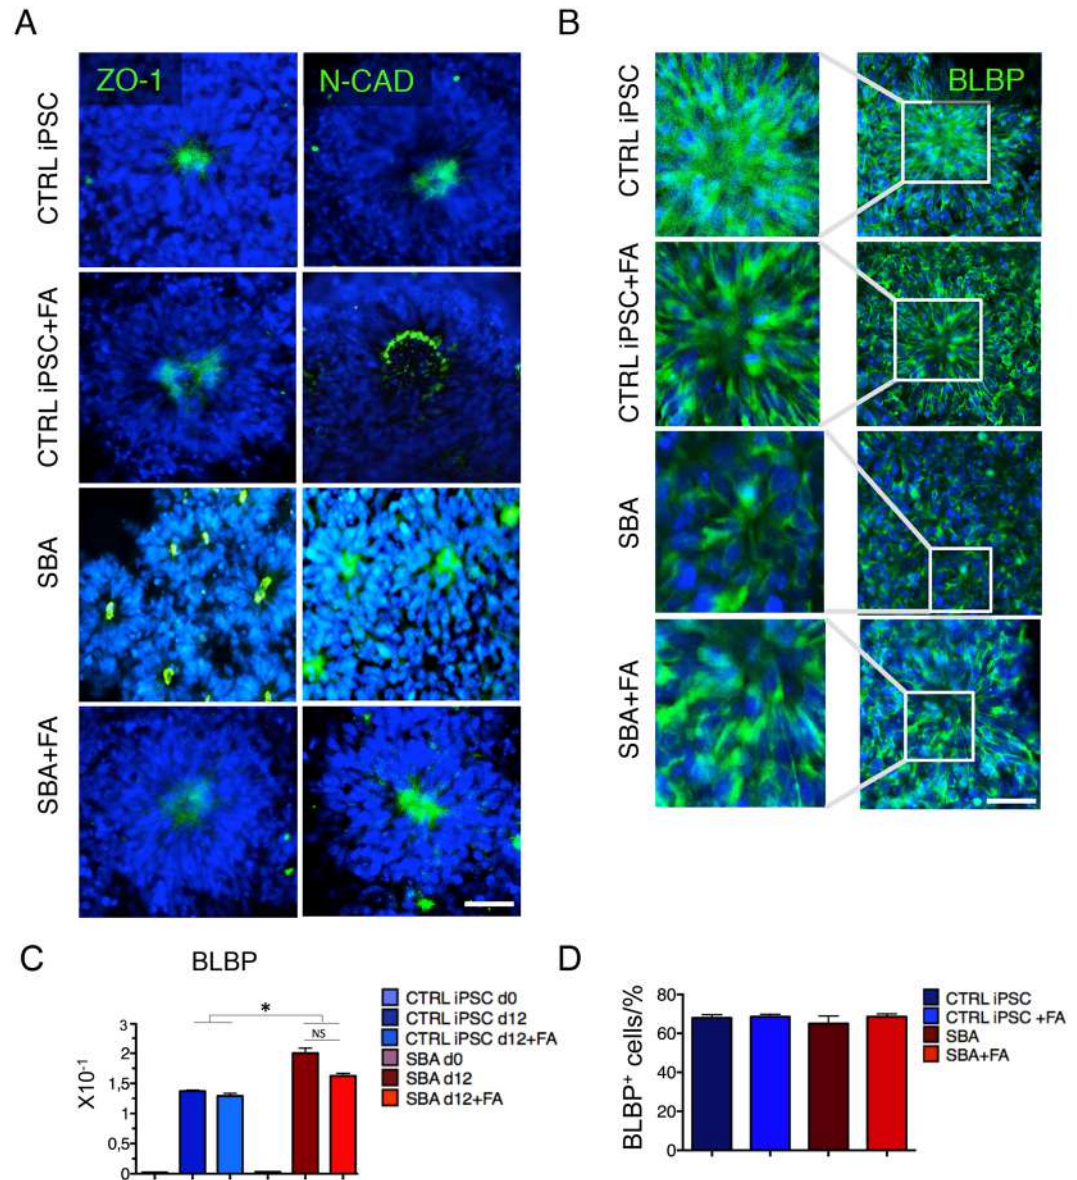 A
B
ZO-1
N-CAD
BLBP
CTRL iPSC
CTRL iPSC+FA
SBA
SBA+FA
CTRL iPSC
CTRL iPSC+FA
SBA
SBA+FA
C
BLBP
*
NS
X10-1
3
2
1,5
1
0,5
0
CTRL iPSC d0
CTRL iPSC d12
CTRL iPSC d12+FA
SBA d0
SBA d12
SBA d12+FA
D
BLBP+ cells/%
80
60
40
20
0
CTRL iPSC
CTRL iPSC +FA
SBA
SBA+FA